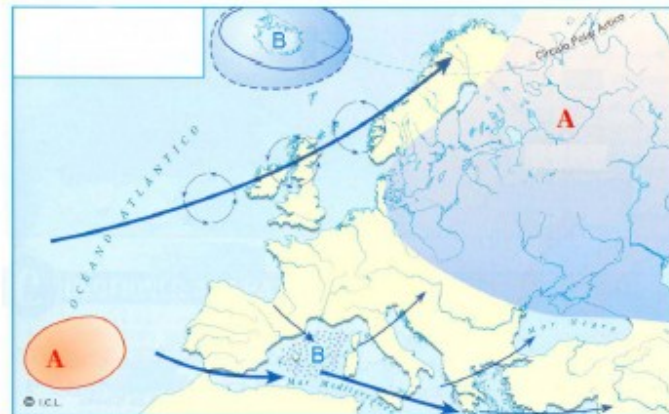 B
Círculo Polar Ártico
A
OCÉANO ATLÁNTICO
A
B
Mar Mediterráneo
Mar Negro
© I.C.L.